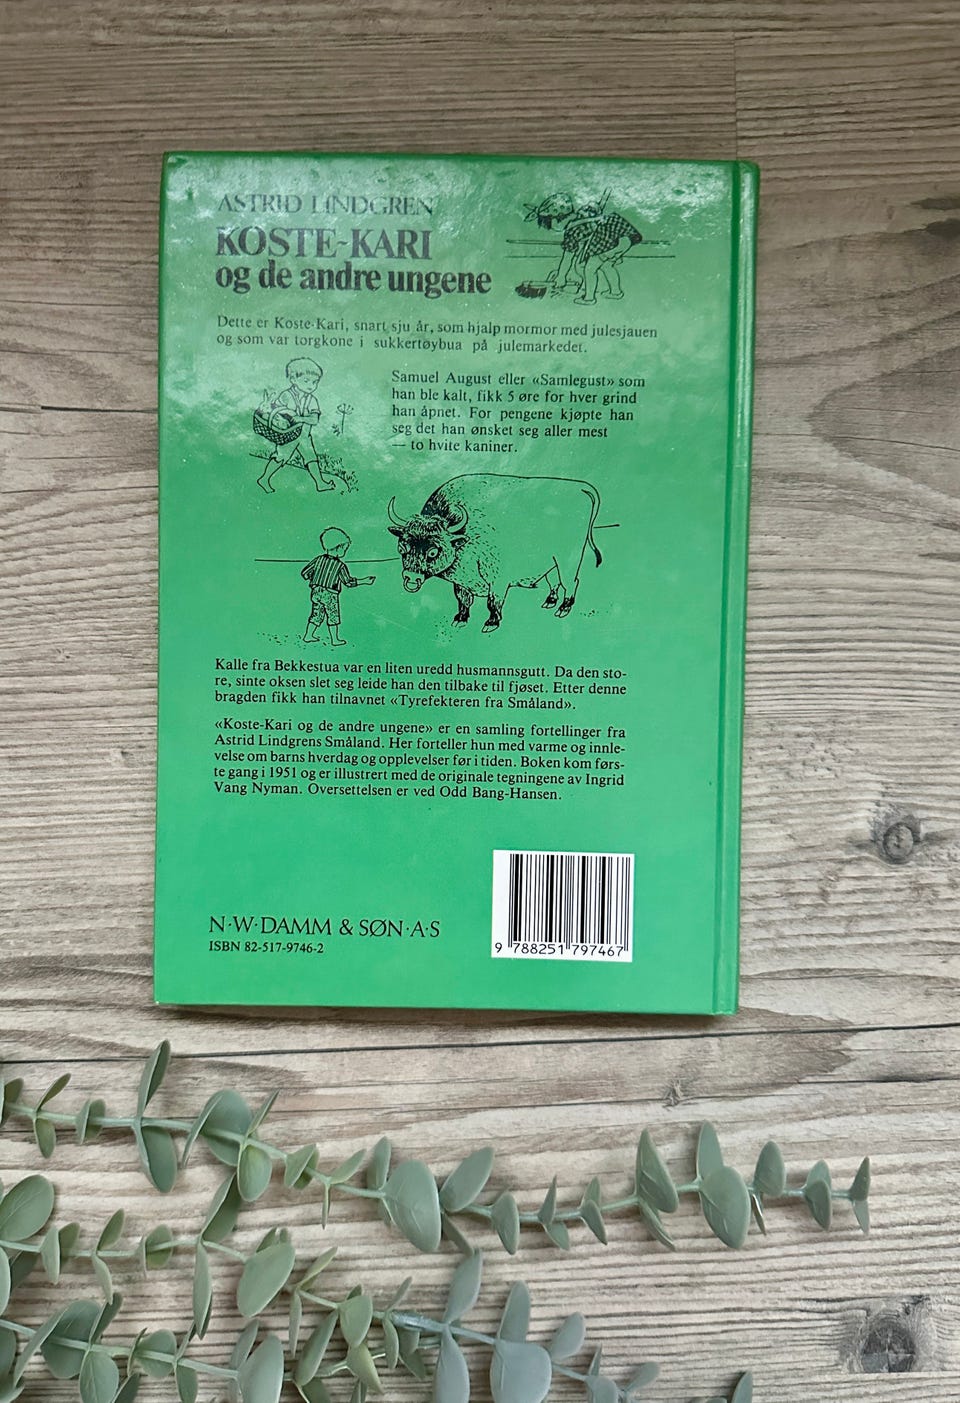 ASTRID LINDGREN
KOSTE-KARI
og de andre ungene
Dette er Koste-Kari, snart sju år, som hjalp mormor med julesjauen
og som var torgkone i sukkertøybua på julemarkedet.
Samuel August eller «Samlegust» som
han ble kalt, fikk 5 øre for hver grind
han åpnet. For pengene kjøpte han
seg det han ønsket seg aller mest
— to hvite kaniner.
Kalle fra Bekkestua var en liten uredd husmannsgutt. Da den sto-
re, sinte oksen slet seg leide han den tilbake til fjøset. Etter denne
bragden fikk han tilnavnet «Tyrefekteren fra Småland».
«Koste-Kari og de andre ungene» er en samling fortellinger fra
Astrid Lindgrens Småland. Her forteller hun med varme og innle-
velse om barns hverdag og opplevelser før i tiden. Boken kom førs-
te gang i 1951 og er illustrert med de originale tegningene av Ingrid
Vang Nyman. Oversettelsen er ved Odd Bang-Hansen.
N·W·DAMM & SØN·A·S
ISBN 82-517-9746-2
9 788251 797467